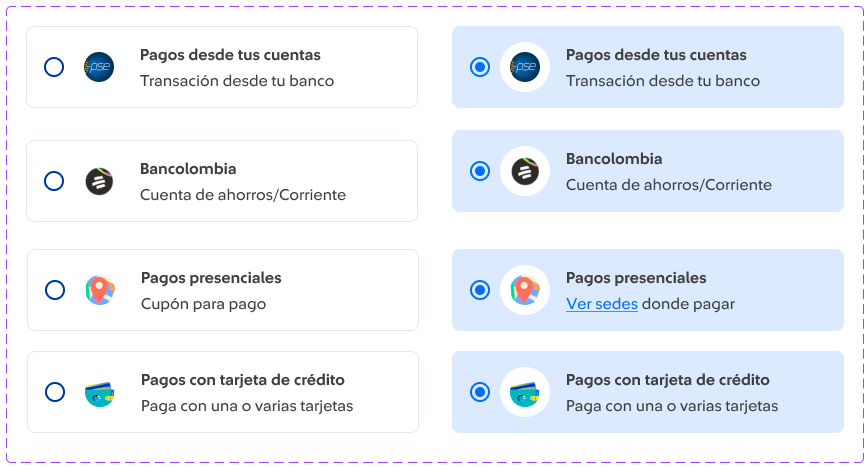 Pagos desde tus cuentas
Transación desde tu banco
pse
Bancolombia
Cuenta de ahorros/Corriente
Pagos presenciales
Cupón para pago
Pagos con tarjeta de crédito
Paga con una o varias tarjetas
Pagos desde tus cuentas
Transación desde tu banco
pse
Bancolombia
Cuenta de ahorros/Corriente
Pagos presenciales
Ver sedes donde pagar
Pagos con tarjeta de crédito
Paga con una o varias tarjetas